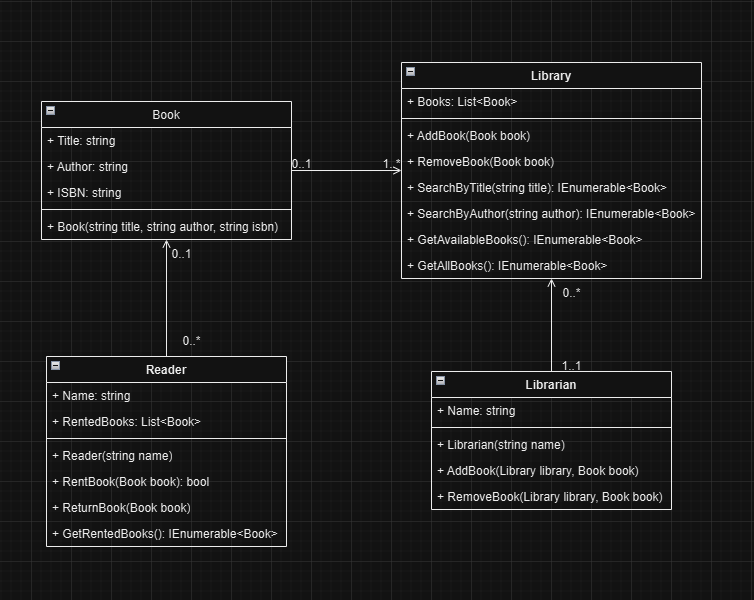 Book
+ Title: string
+ Author: string
+ ISBN: string
+ Book(string title, string author, string isbn)
0..1
1..*
Library
+ Books: List<Book>
+ AddBook(Book book)
+ RemoveBook(Book book)
+ SearchByTitle(string title): IEnumerable<Book>
+ SearchByAuthor(string author): IEnumerable<Book>
+ GetAvailableBooks(): IEnumerable<Book>
+ GetAllBooks(): IEnumerable<Book>
0..1
0..*
Reader
+ Name: string
+ RentedBooks: List<Book>
+ Reader(string name)
+ RentBook(Book book): bool
+ ReturnBook(Book book)
+ GetRentedBooks(): IEnumerable<Book>
0..*
1..1
Librarian
+ Name: string
+ Librarian(string name)
+ AddBook(Library library, Book book)
+ RemoveBook(Library library, Book book)